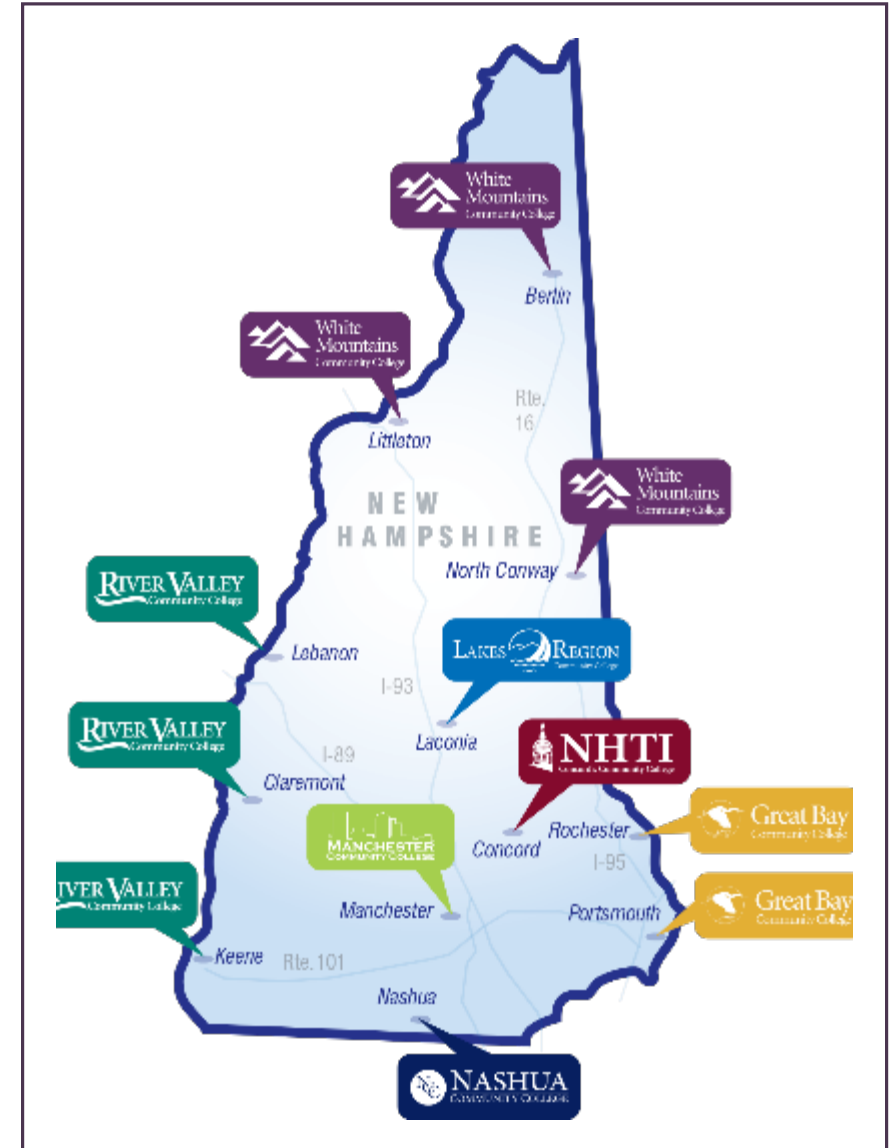 White
Mountains
Community College
Berlin
White
Mountains
Community College
Littleton
Rte.
16
White
Mountains
Community College
NEW
HAMPSHIRE
North Conway
RIVER VALLEY
Community College
Lebanon
LAKES REGION
Community College
I-93
Laconia
RIVER VALLEY
Community College
I-89
Claremont
NHTI
Concord's Community College
MANCHESTER
COMMUNITY COLLEGE
Concord
Rochester
Great Bay
Community College
I-95
IVER VALLEY
Community College
Manchester
Portsmouth
Great Bay
Community College
Keene
Rte. 101
Nashua
NASHUA
COMMUNITY COLLEGE